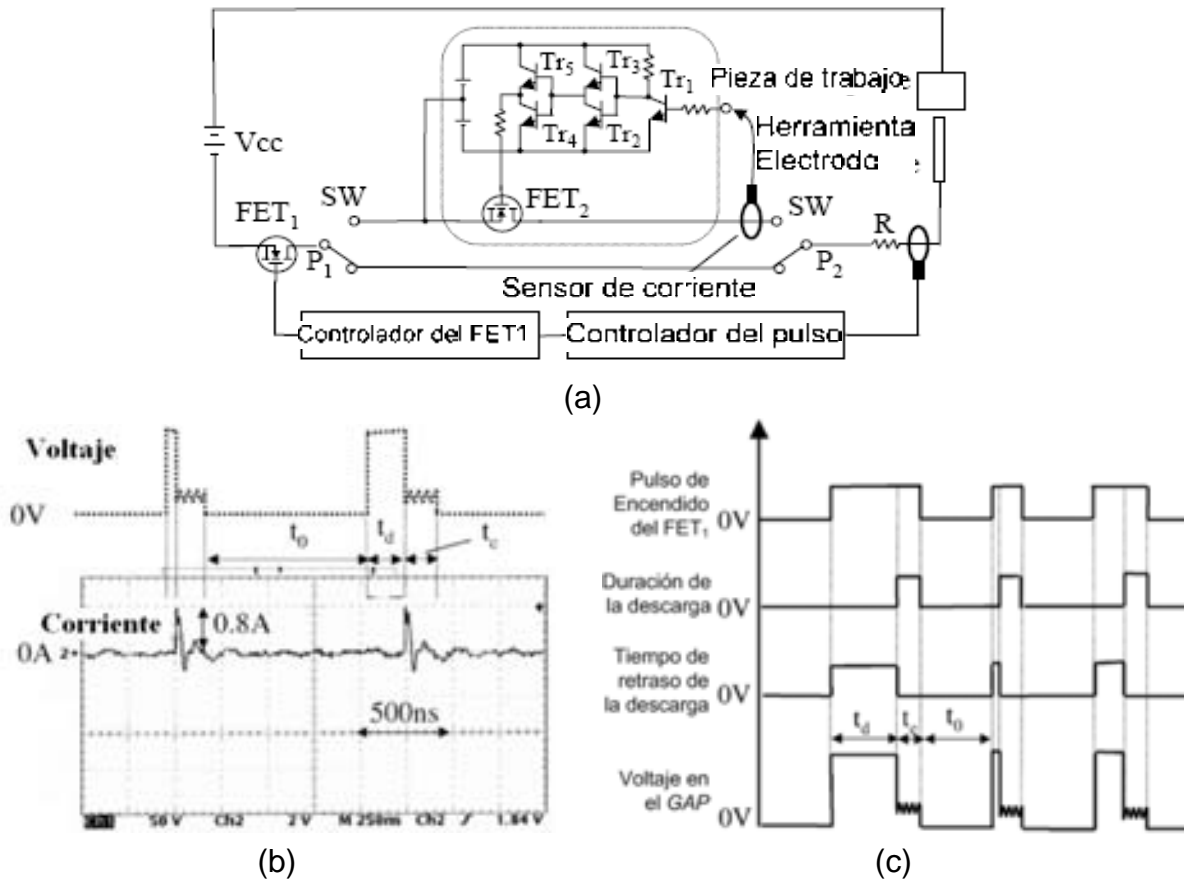 Tr5
Tr3
Tr1
Pieza de trabajo
Vcc
Tr4
Tr2
Herramienta
Electrodo
e
SW
FET2
SW
FET1
P1
R
P2
Sensor de corriente
Controlador del FET1
Controlador del pulso
(a)
Voltaje
0V
t0
td
tc
Corriente
0.8A
0A
2
500ns
50 V
Ch2
2 V
M 250ns
Ch2
1.84 V
(b)
Pulso de
Encendido
del FET1
0V
Duración de
la descarga
0V
Tiempo de
retraso de
la descarga
0V
td
tc
t0
Voltaje en
el GAP
0V
(c)